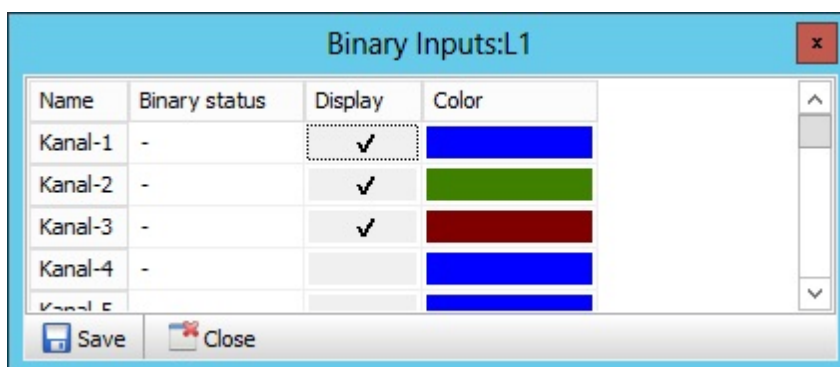 Binary Inputs:L1
x
Name Binary status Display Color
Kanal-1 - ✓
Kanal-2 - ✓
Kanal-3 - ✓
Kanal-4 -
Save Close